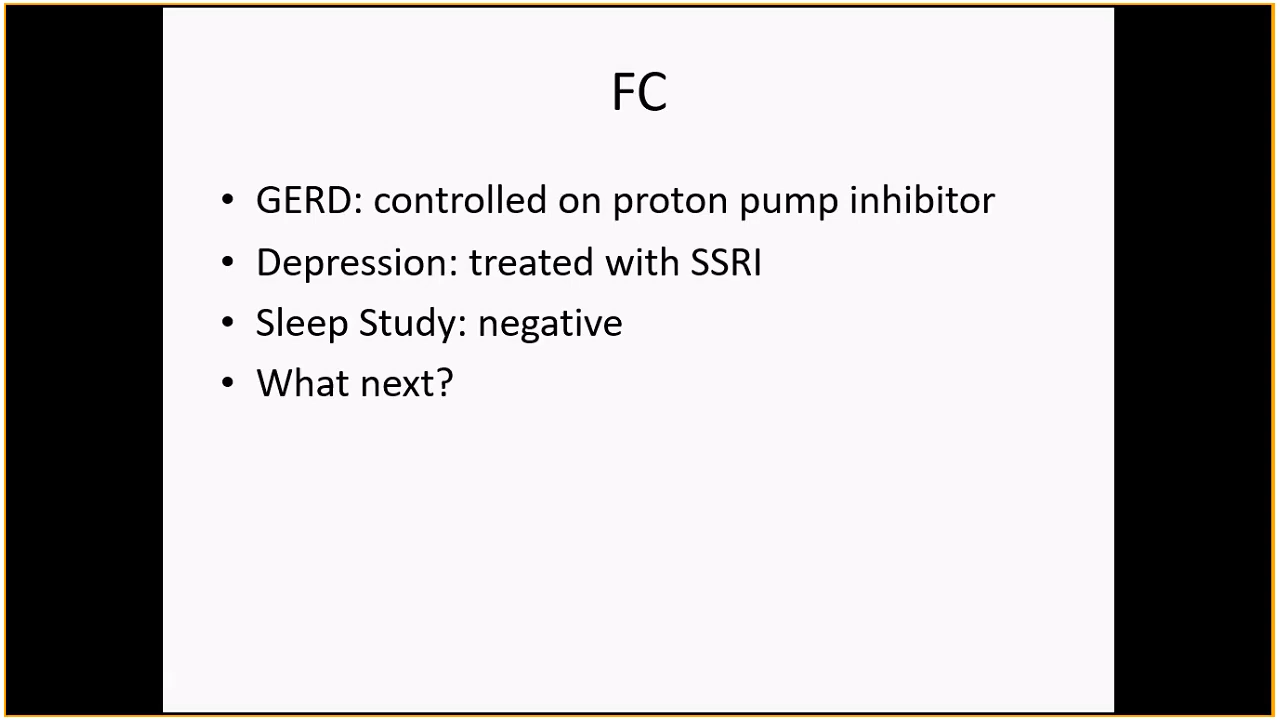 FC
• GERD: controlled on proton pump inhibitor
• Depression: treated with SSRI
• Sleep Study: negative
• What next?